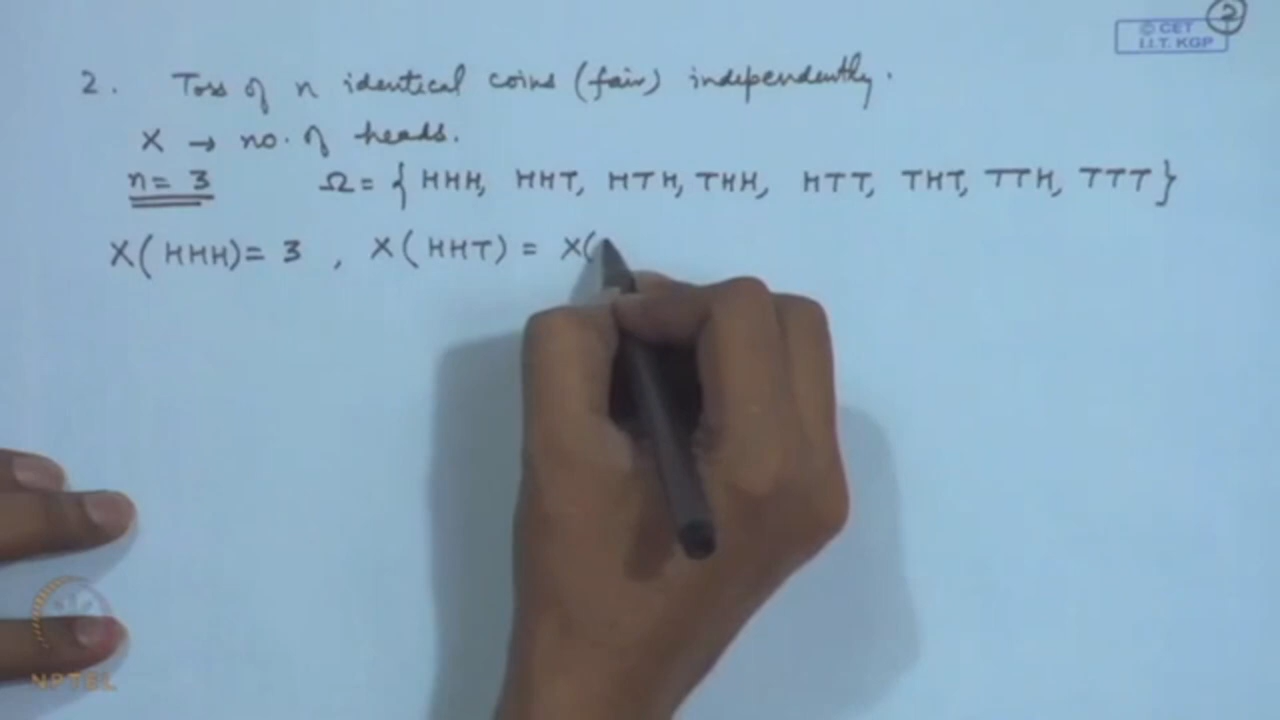 2
© CET
I.I.T. KGP
2. Toss of n identical coins (fair) independently.
X → no. of heads.
n = 3 Ω = { HHH, HHT, HTH, THH, HTT, THT, TTH, TTT }
X( HHH) = 3 , X( HHT) = X(
NPTEL